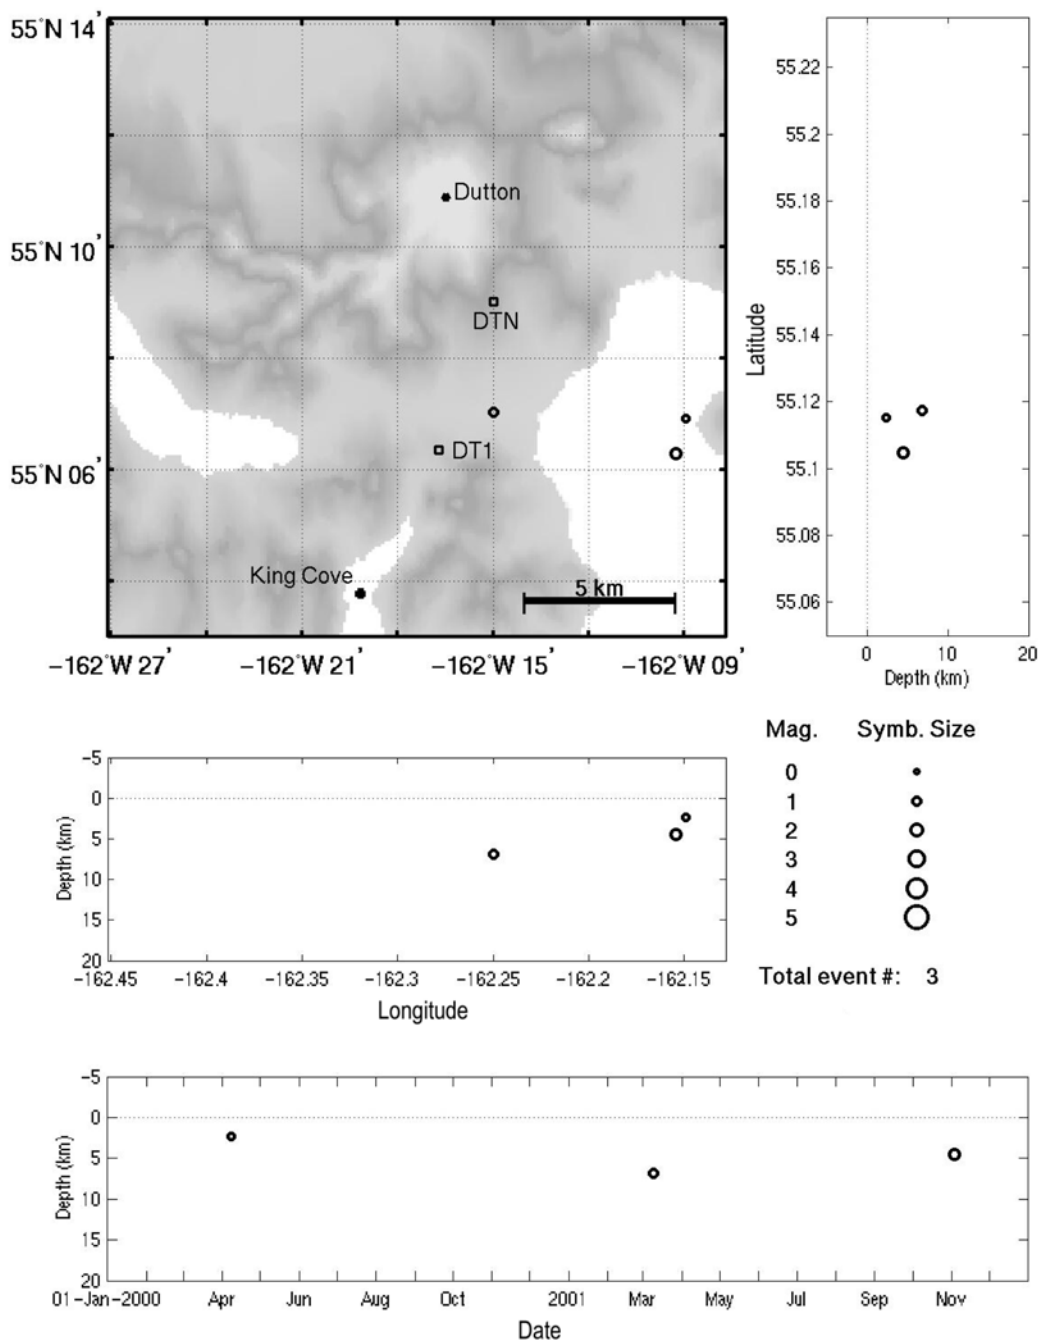 55°N 14′
55°N 10′
55°N 06′
Dutton
DTN
DT1
King Cove
5 km
−162°W 27′
−162°W 21′
−162°W 15′
−162°W 09′
Latitude
55.22
55.2
55.18
55.16
55.14
55.12
55.1
55.08
55.06
0 10 20
Depth (km)
Depth (km)
−5
0
5
10
15
20
−162.45 −162.4 −162.35 −162.3 −162.25 −162.2 −162.15
Longitude
Mag. Symb. Size
0
1
2
3
4
5
Total event #: 3
Depth (km)
−5
0
5
10
15
20
01−Jan−2000 Apr Jun Aug Oct 2001 Mar May Jul Sep Nov
Date